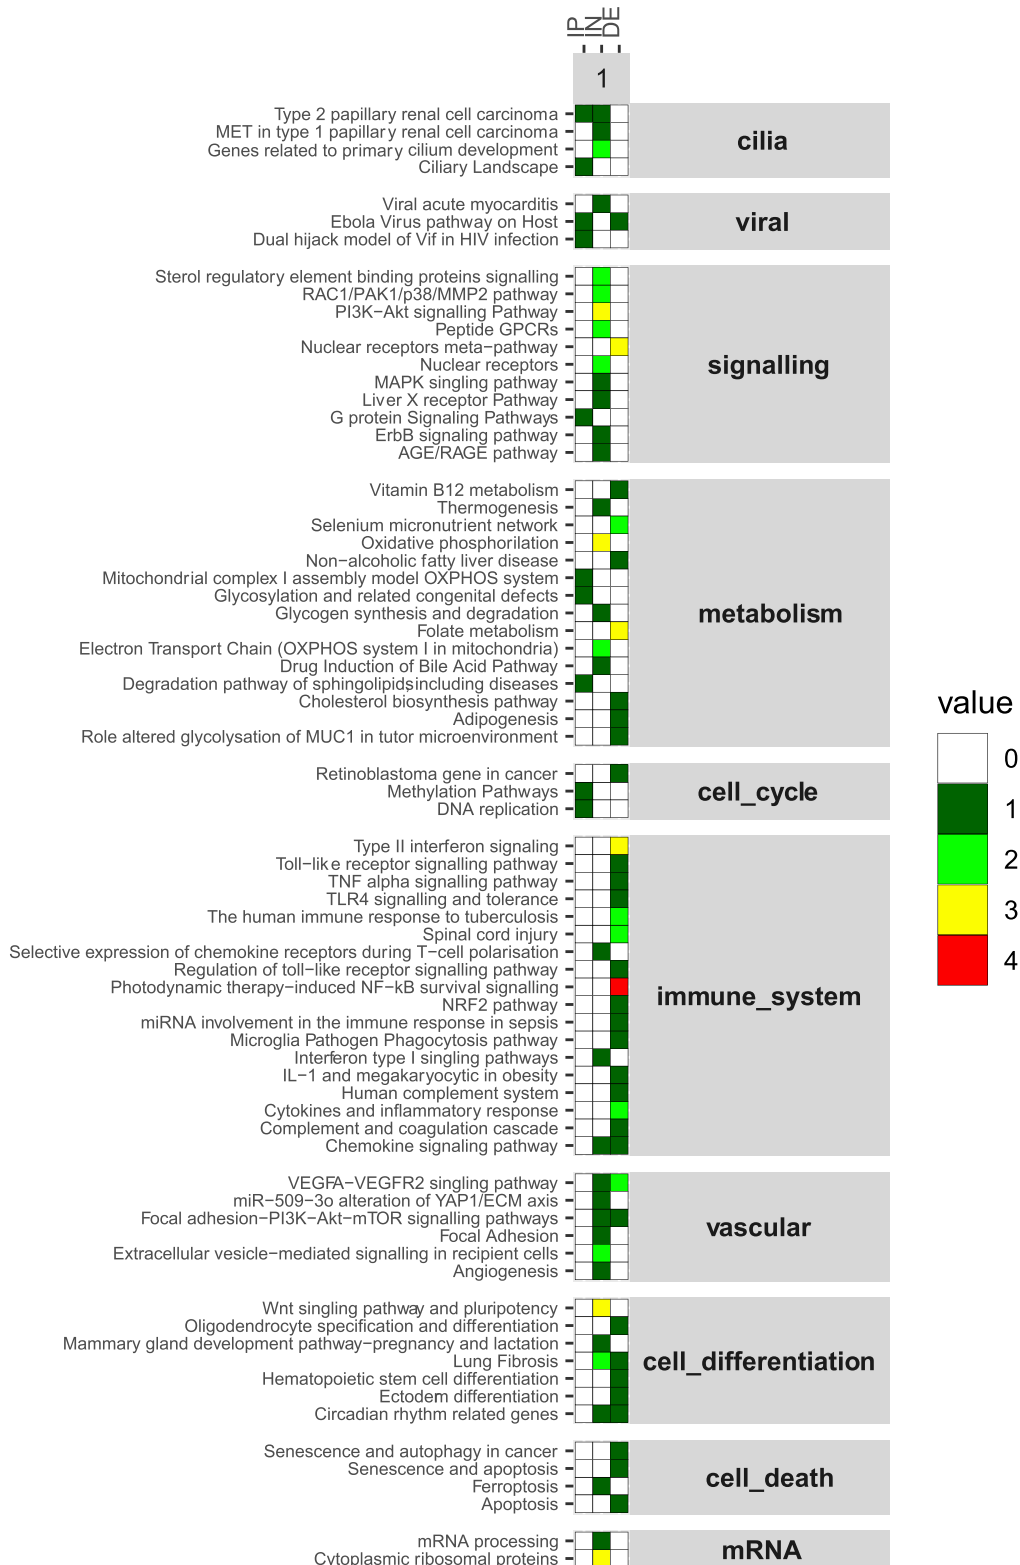 IP IN DE
1
Type 2 papillary renal cell carcinoma
MET in type 1 papillary renal cell carcinoma
Genes related to primary cilium development
Ciliary Landscape
cilia
Viral acute myocarditis
Ebola Virus pathway on Host
Dual hijack model of Vif in HIV infection
viral
Sterol regulatory element binding proteins signalling
RAC1/PAK1/p38/MMP2 pathway
PI3K−Akt signalling Pathway
Peptide GPCRs
Nuclear receptors meta−pathway
Nuclear receptors
MAPK singling pathway
Liver X receptor Pathway
G protein Signaling Pathways
ErbB signaling pathway
AGE/RAGE pathway
signalling
Vitamin B12 metabolism
Thermogenesis
Selenium micronutrient network
Oxidative phosphorilation
Non−alcoholic fatty liver disease
Mitochondrial complex I assembly model OXPHOS system
Glycosylation and related congenital defects
Glycogen synthesis and degradation
Folate metabolism
Electron Transport Chain (OXPHOS system I in mitochondria)
Drug Induction of Bile Acid Pathway
Degradation pathway of sphingolipids including diseases
Cholesterol biosynthesis pathway
Adipogenesis
Role altered glycolysation of MUC1 in tutor microenvironment
metabolism
Retinoblastoma gene in cancer
Methylation Pathways
DNA replication
cell_cycle
Type II interferon signaling
Toll−like receptor signalling pathway
TNF alpha signalling pathway
TLR4 signalling and tolerance
The human immune response to tuberculosis
Spinal cord injury
Selective expression of chemokine receptors during T−cell polarisation
Regulation of toll−like receptor signalling pathway
Photodynamic therapy−induced NF−kB survival signalling
NRF2 pathway
miRNA involvement in the immune response in sepsis
Microglia Pathogen Phagocytosis pathway
Interferon type I singling pathways
IL−1 and megakaryocytic in obesity
Human complement system
Cytokines and inflammatory response
Complement and coagulation cascade
Chemokine signaling pathway
immune_system
VEGFA−VEGFR2 singling pathway
miR−509−3o alteration of YAP1/ECM axis
Focal adhesion−PI3K−Akt−mTOR signalling pathways
Focal Adhesion
Extracellular vesicle−mediated signalling in recipient cells
Angiogenesis
vascular
Wnt singling pathway and pluripotency
Oligodendrocyte specification and differentiation
Mammary gland development pathway−pregnancy and lactation
Lung Fibrosis
Hematopoietic stem cell differentiation
Ectoderm differentiation
Circadian rhythm related genes
cell_differentiation
Senescence and autophagy in cancer
Senescence and apoptosis
Ferroptosis
Apoptosis
cell_death
mRNA processing
Cytoplasmic ribosomal proteins
mRNA
value
0
1
2
3
4